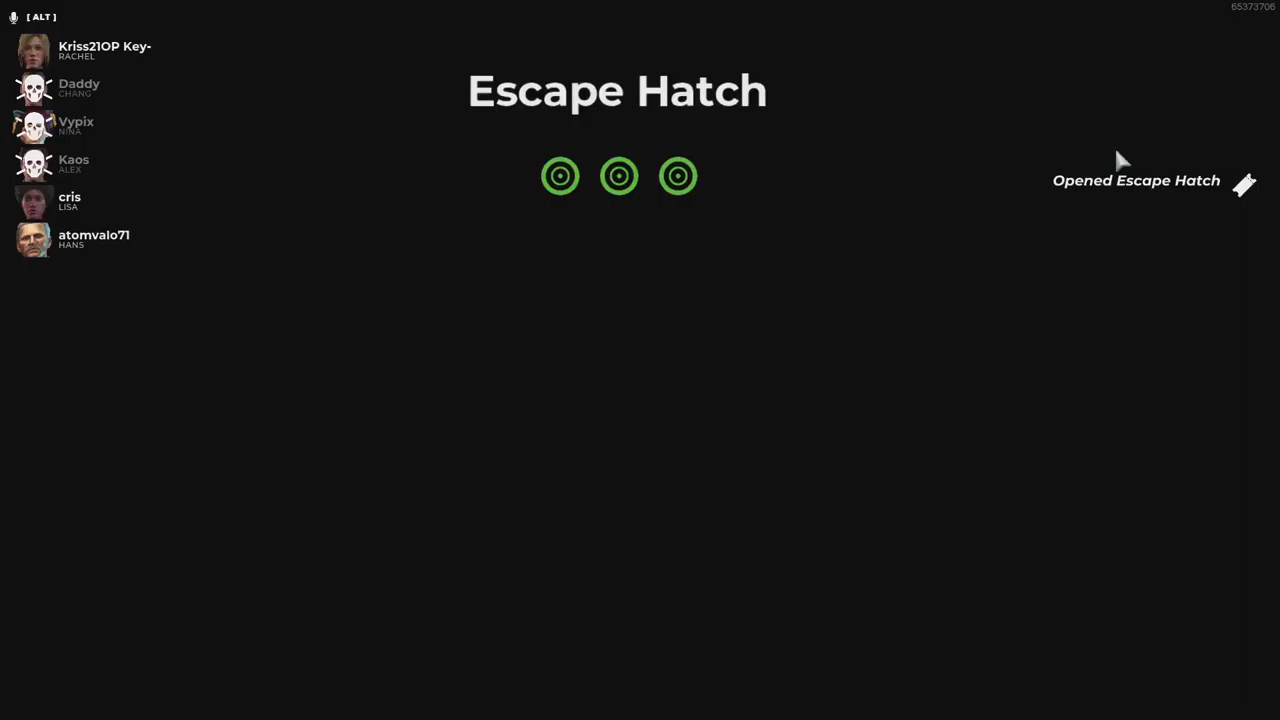 [ ALT ]
65373706
Kriss21OP Key-
RACHEL
Daddy
CHANG
Vypix
NINA
Kaos
ALEX
cris
LISA
atomvalo71
HANS
Escape Hatch
Opened Escape Hatch